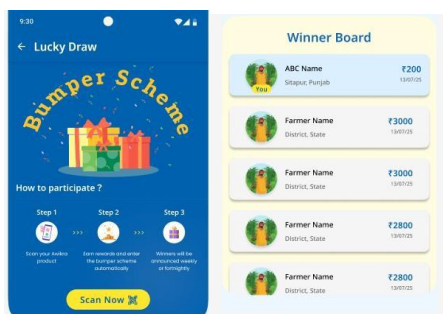 9:30
← Lucky Draw
Bumper Scheme
How to participate ?
Step 1 >>> Step 2 >>> Step 3
Scan your Awikno
product
Earn rewards and enter
the bumper scheme
automatically
Winners will be
announced weekly
or fortnightly
Scan Now
Winner Board
ABC Name ₹200
You Sitapur, Punjab 13/07/25
Farmer Name ₹3000
District, State 13/07/25
Farmer Name ₹3000
District, State 13/07/25
Farmer Name ₹2800
District, State 13/07/25
Farmer Name ₹2800
District, State 13/07/25